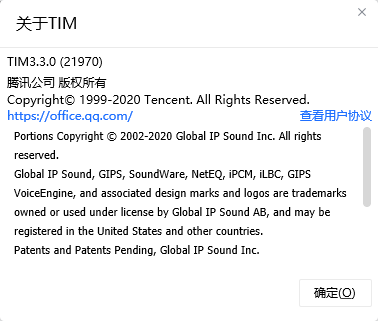 关于TIM
TIM3.3.0 (21970)
腾讯公司 版权所有
Copyright© 1999-2020 Tencent. All Rights Reserved.
https://office.qq.com/ 查看用户协议
Portions Copyright © 2002-2020 Global IP Sound Inc. All rights
reserved.
Global IP Sound, GIPS, SoundWare, NetEQ, iPCM, iLBC, GIPS
VoiceEngine, and associated design marks and logos are trademarks
owned or used under license by Global IP Sound AB, and may be
registered in the United States and other countries.
Patents and Patents Pending, Global IP Sound Inc.
确定(O)